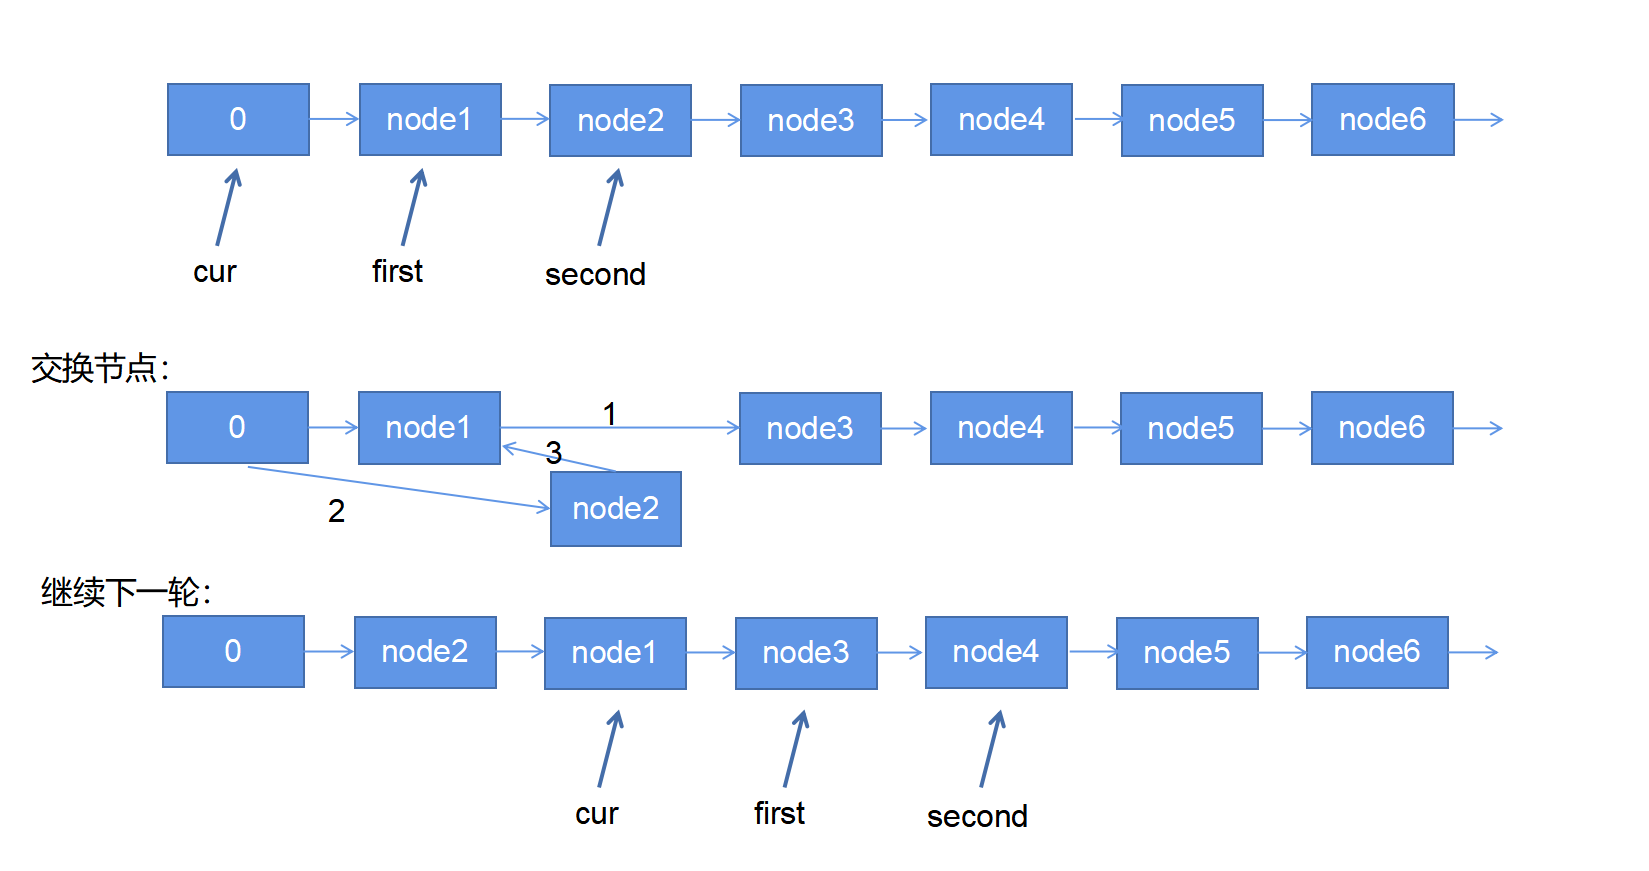 0 node1 node2 node3 node4 node5 node6
cur first second
交换节点：
0 node1 1 node3 node4 node5 node6
3
2 node2
继续下一轮：
0 node2 node1 node3 node4 node5 node6
cur first second